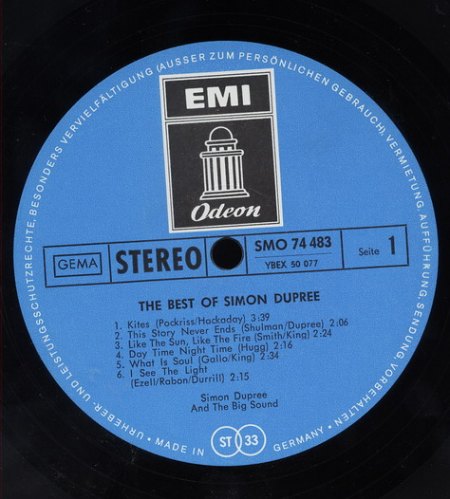 URHEBER- UND LEISTUNGSSCHUTZRECHTE, BESONDERS VERVIELFÄLTIGUNG (AUSSER ZUM PERSÖNLICHEN GEBRAUCH), VERMIETUNG, AUFFÜHRUNG, SENDUNG, VORBEHALTEN
EMI
Odeon
GEMA
STEREO
SMO 74 483
YBEX 50 077
Seite 1
THE BEST OF SIMON DUPREE
1. Kites (Pockriss/Hackaday) 3:39
2. This Story Never Ends (Shulman/Dupree) 2:06
3. Like The Sun, Like The Fire (Smith/King) 2:24
4. Day Time Night Time (Hugg) 2:16
5. What Is Soul (Gallo/King) 2:34
6. I See The Light
(Ezell/Rabon/Durrill) 2:15
Simon Dupree
And The Big Sound
• MADE IN ST 33 GERMANY •